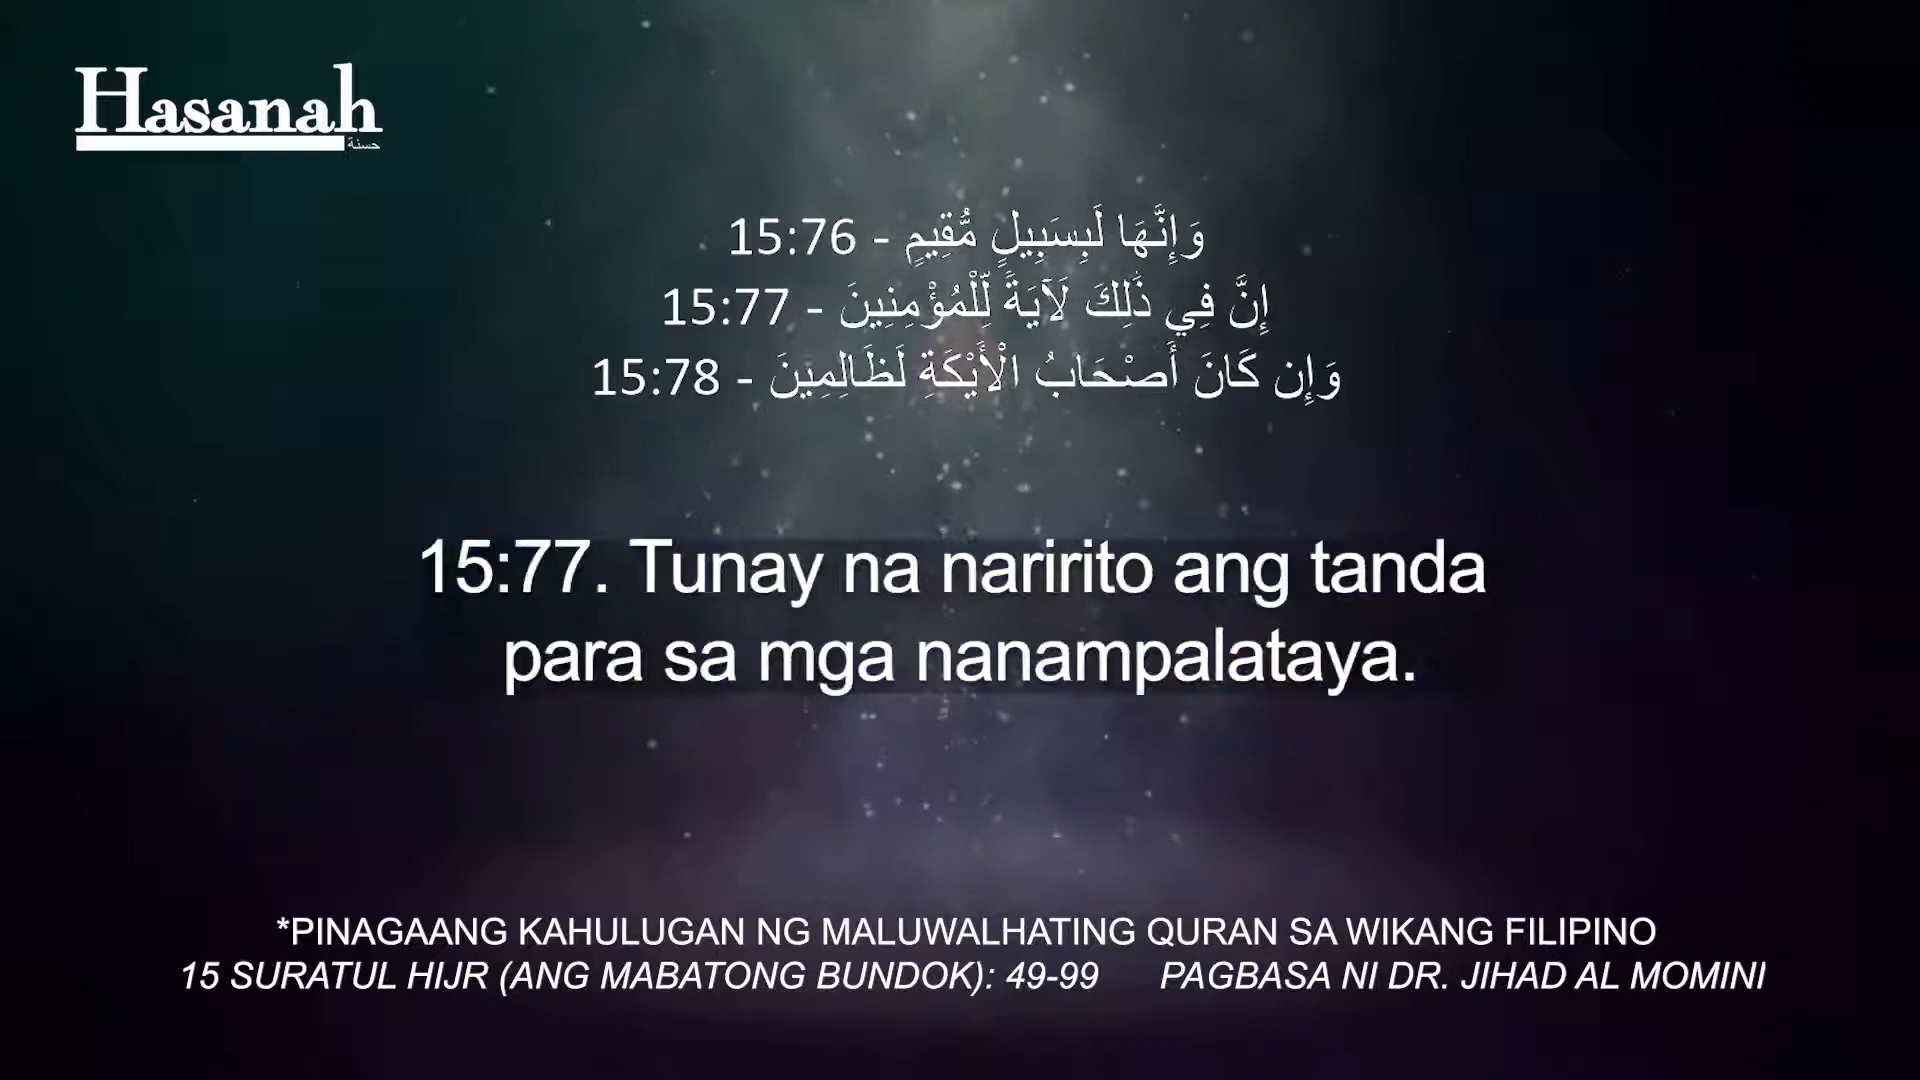 Hasanah
حسنة
وَإِنَّهَا لَبِسَبِيلٍ مُّقِيمٍ - 15:76
إِنَّ فِي ذَٰلِكَ لَآيَةً لِّلْمُؤْمِنِينَ - 15:77
وَإِن كَانَ أَصْحَابُ الْأَيْكَةِ لَظَالِمِينَ - 15:78
15:77. Tunay na naririto ang tanda
para sa mga nanampalataya.
*PINAGAANG KAHULUGAN NG MALUWALHATING QURAN SA WIKANG FILIPINO
15 SURATUL HIJR (ANG MABATONG BUNDOK): 49-99 PAGBASA NI DR. JIHAD AL MOMINI